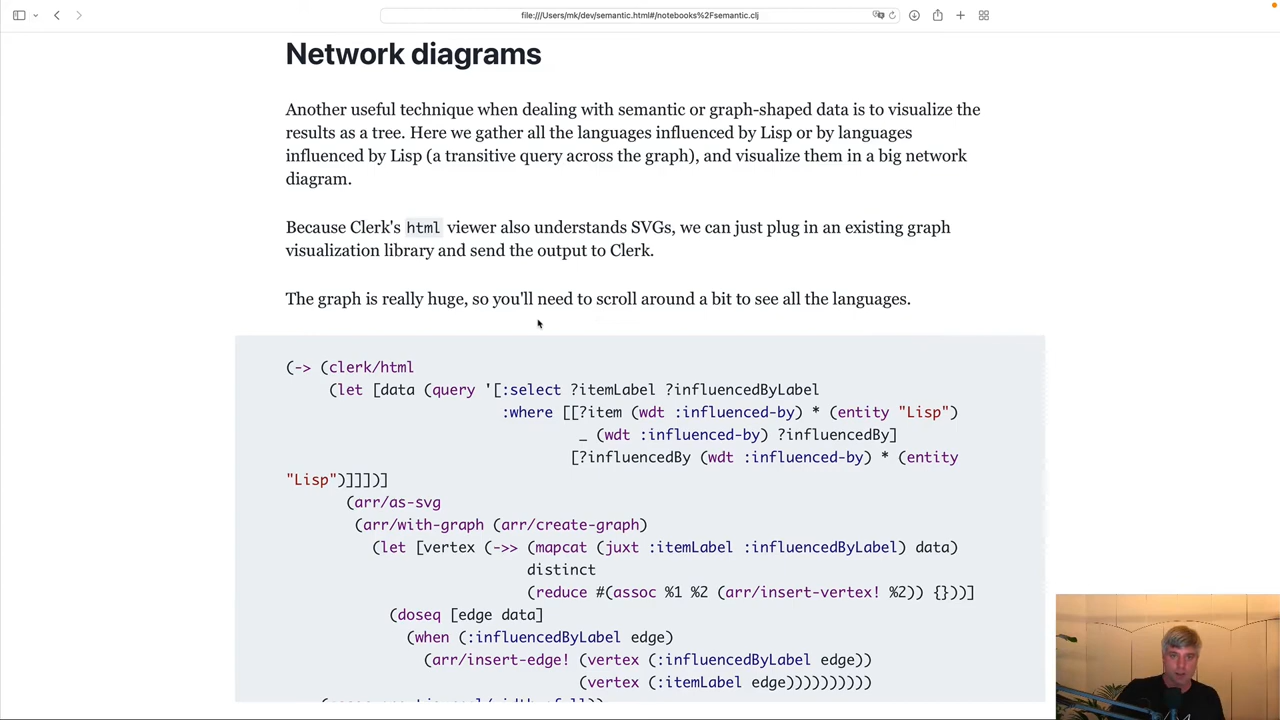 file:///Users/mk/dev/semantic.html#/notebooks%2Fsemantic.clj
Network diagrams
Another useful technique when dealing with semantic or graph-shaped data is to visualize the
results as a tree. Here we gather all the languages influenced by Lisp or by languages
influenced by Lisp (a transitive query across the graph), and visualize them in a big network
diagram.
Because Clerk's html viewer also understands SVGs, we can just plug in an existing graph
visualization library and send the output to Clerk.
The graph is really huge, so you'll need to scroll around a bit to see all the languages.
(-> (clerk/html
(let [data (query '[:select ?itemLabel ?influencedByLabel
:where [[?item (wdt :influenced-by) * (entity "Lisp")
_ (wdt :influenced-by) ?influencedBy]
[?influencedBy (wdt :influenced-by) * (entity
"Lisp")]]])]
(arr/as-svg
(arr/with-graph (arr/create-graph)
(let [vertex (->> (mapcat (juxt :itemLabel :influencedByLabel) data)
distinct
(reduce #(assoc %1 %2 (arr/insert-vertex! %2)) {}))]
(doseq [edge data]
(when (:influencedByLabel edge)
(arr/insert-edge! (vertex (:influencedByLabel edge))
(vertex (:itemLabel edge))))))))))